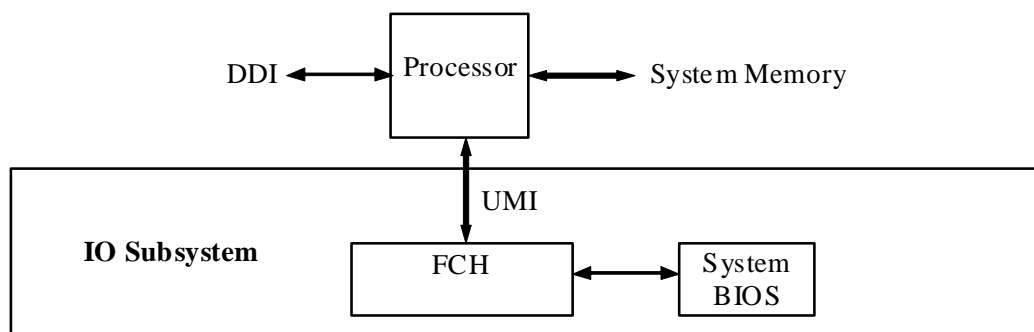 Processor
DDI
System Memory
UMI
IO Subsystem
FCH
System
BIOS